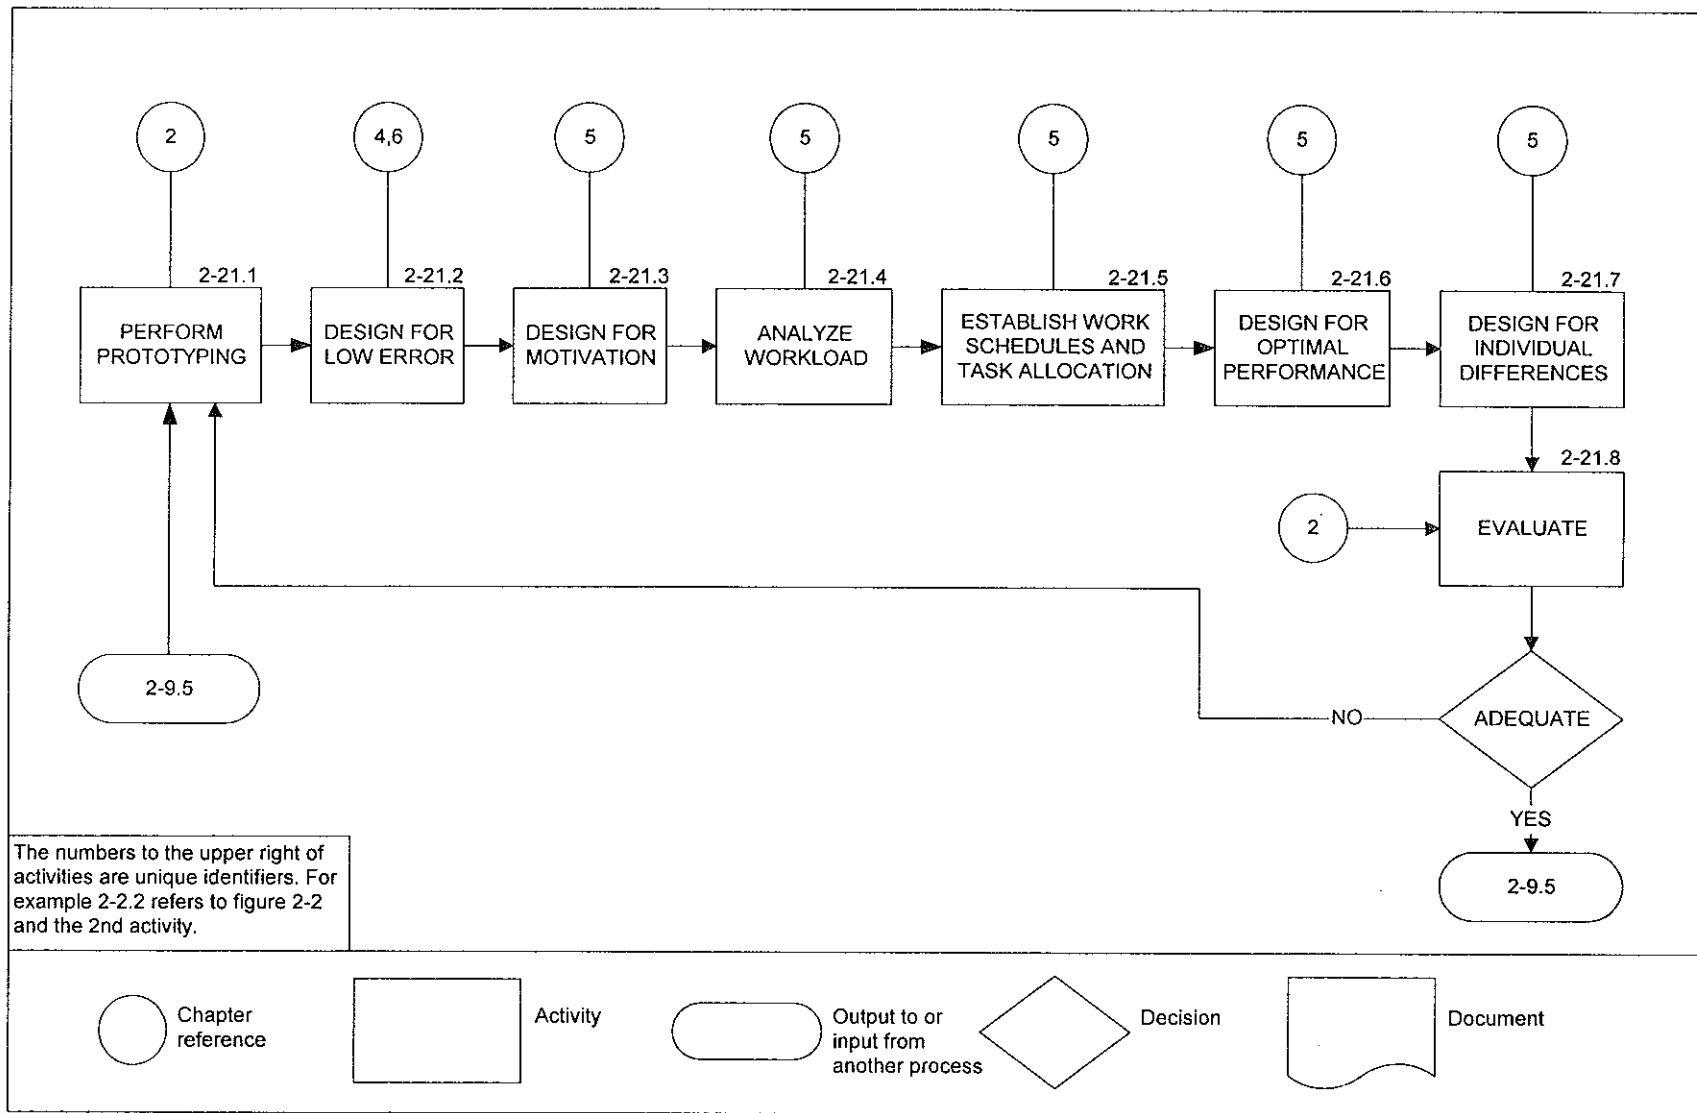 2
4,6
5
5
5
5
5
2-21.1
2-21.2
2-21.3
2-21.4
2-21.5
2-21.6
2-21.7
PERFORM
PROTOTYPING
DESIGN FOR
LOW ERROR
DESIGN FOR
MOTIVATION
ANALYZE
WORKLOAD
ESTABLISH WORK
SCHEDULES AND
TASK ALLOCATION
DESIGN FOR
OPTIMAL
PERFORMANCE
DESIGN FOR
INDIVIDUAL
DIFFERENCES
2-21.8
2
EVALUATE
2-9.5
NO
ADEQUATE
YES
2-9.5
The numbers to the upper right of
activities are unique identifiers. For
example 2-2.2 refers to figure 2-2
and the 2nd activity.
Chapter
reference
Activity
Output to or
input from
another process
Decision
Document